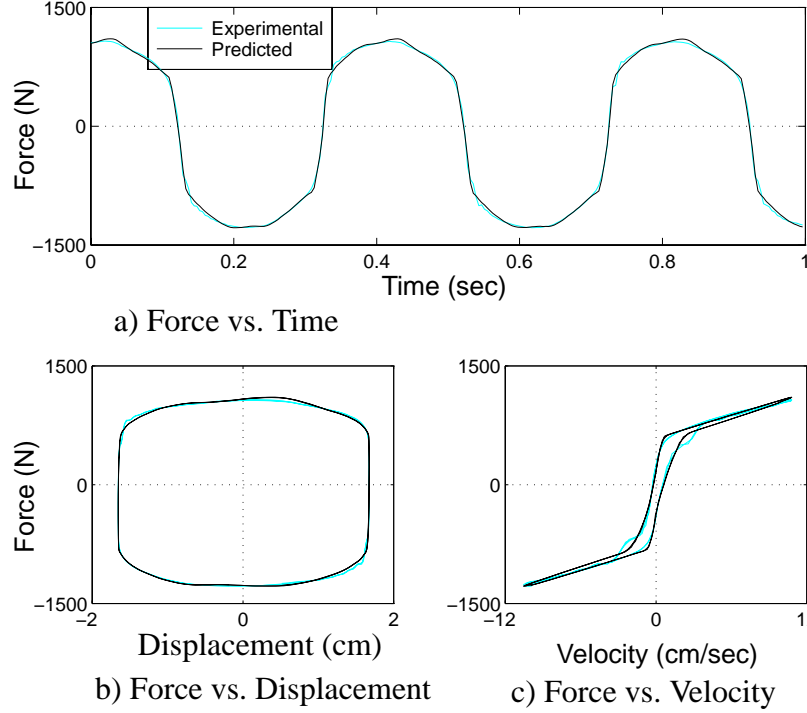 1500
Experimental
Predicted
Force (N)
0
−1500
0
0.2
0.4
0.6
0.8
1
Time (sec)
a) Force vs. Time
1500
1500
Force (N)
0
0
−1500
−1500
−2
0
2
−12
0
1
Displacement (cm)
Velocity (cm/sec)
b) Force vs. Displacement
c) Force vs. Velocity